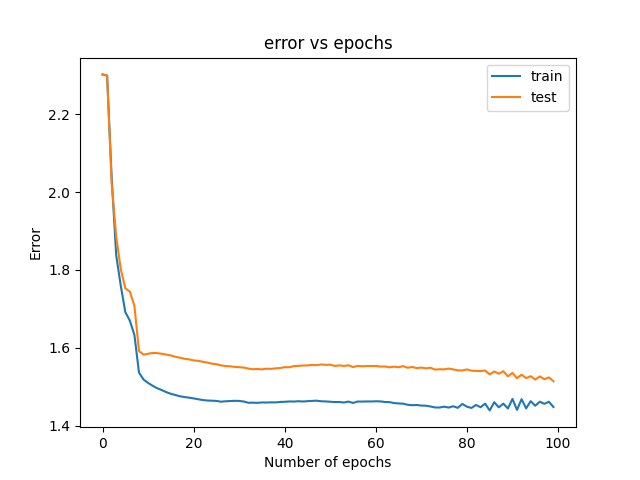 error vs epochs
train
test
Error
2.2
2.0
1.8
1.6
1.4
0 20 40 60 80 100
Number of epochs